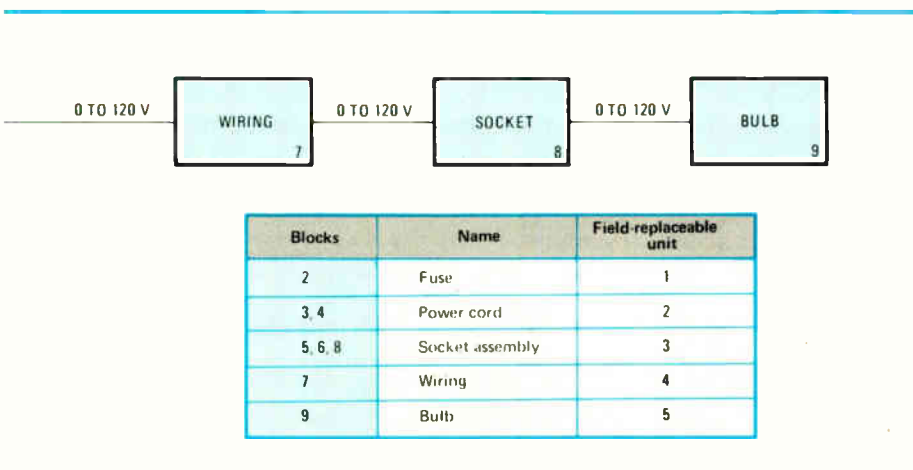 0 TO 120 V
WIRING
7
0 TO 120 V
SOCKET
8
0 TO 120 V
BULB
9
Blocks Name Field-replaceable unit
2 Fuse 1
3, 4 Power cord 2
5, 6, 8 Socket assembly 3
7 Wiring 4
9 Bulb 5